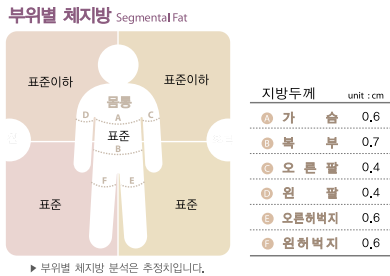 부위별 체지방 Segmental Fat
표준이하 표준이하
몸통
D A C
표준
B
E F
표준 표준
▶ 부위별 체지방 분석은 추정치입니다.
지방두께 unit : cm
A 가 슴 0.6
B 복 부 0.7
C 오 른 팔 0.4
D 왼 팔 0.4
E 오른허벅지 0.6
F 왼허벅지 0.6